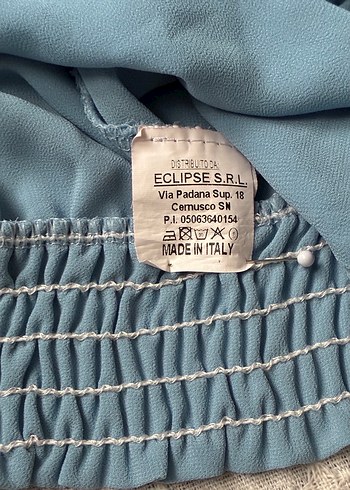 DISTRIBUITO DA:
ECLIPSE S.R.L.
Via Padana Sup. 18
Cernusco SN
P.I. 05063640154
MADE IN ITALY